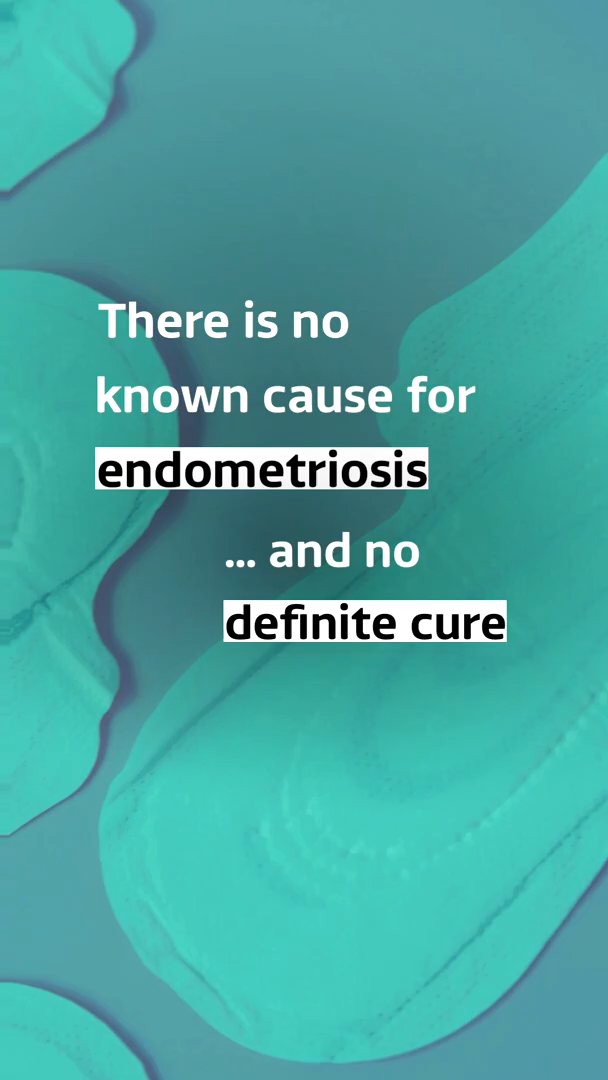 There is no
known cause for
endometriosis
... and no
definite cure